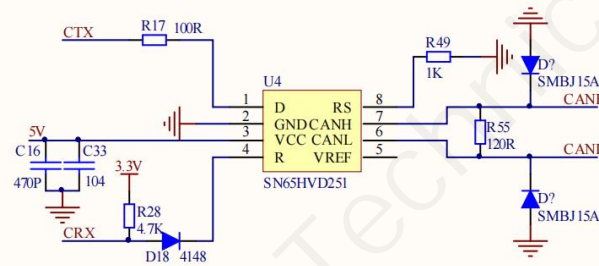 CTX
R17
100R
R49
1K
D?
SMBJ15A
CANH
U4
1
D
RS
8
2
GND
CANH
7
3
VCC
CANL
6
4
R
VREF
5
SN65HVD251
R55
120R
5V
C16
C33
470P
104
3.3V
R28
4.7K
CRX
D18
4148
D?
SMBJ15A
Technic